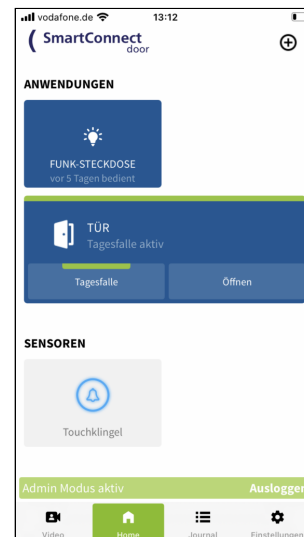 vodafone.de 13:12
SmartConnect
door
ANWENDUNGEN
FUNK-STECKDOSE
vor 5 Tagen bedient
TÜR
Tagesfalle aktiv
Tagesfalle Öffnen
SENSOREN
Touchklingel
Admin Modus aktiv Ausloggen
Video Home Journal Einstellungen